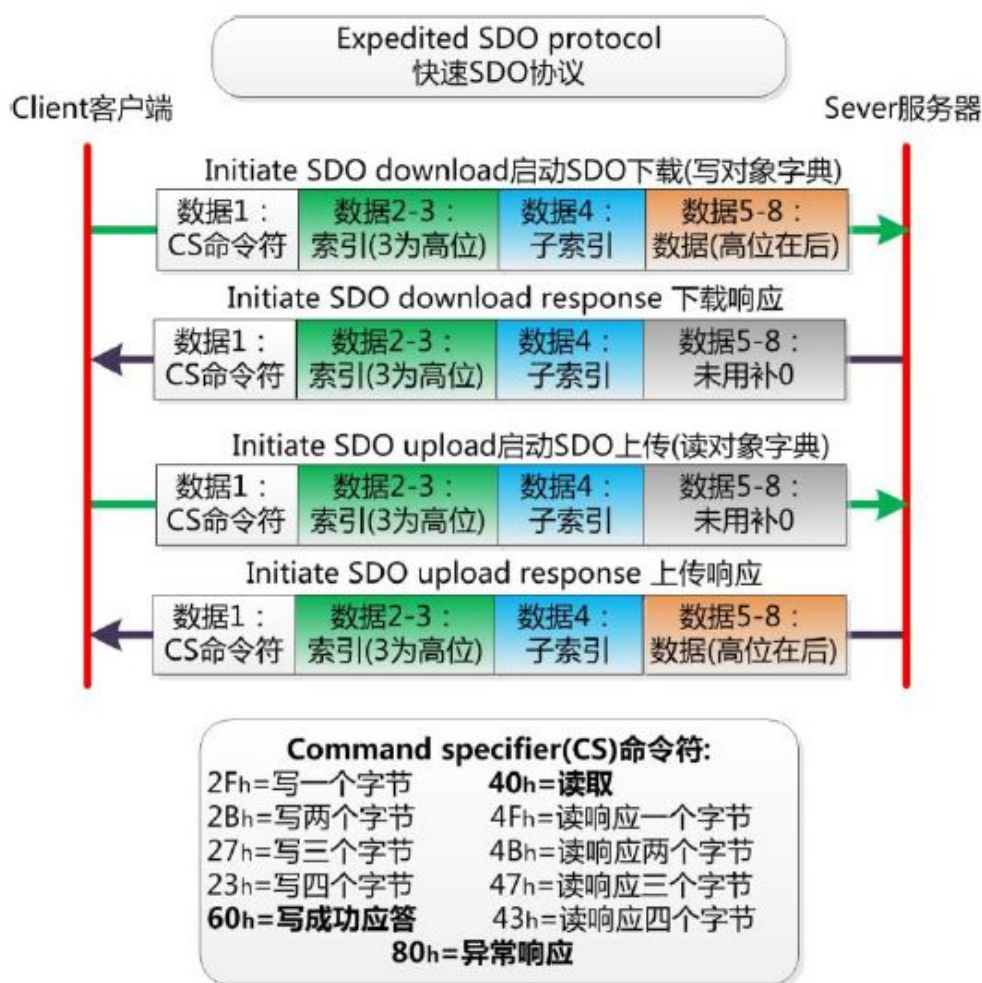 Expedited SDO protocol
快速SDO协议
Client客户端
Sever服务器
Initiate SDO download启动SDO下载(写对象字典)
数据1：
CS命令符
数据2-3：
索引(3为高位)
数据4：
子索引
数据5-8：
数据(高位在后)
Initiate SDO download response 下载响应
数据1：
CS命令符
数据2-3：
索引(3为高位)
数据4：
子索引
数据5-8：
未用补0
Initiate SDO upload启动SDO上传(读对象字典)
数据1：
CS命令符
数据2-3：
索引(3为高位)
数据4：
子索引
数据5-8：
未用补0
Initiate SDO upload response 上传响应
数据1：
CS命令符
数据2-3：
索引(3为高位)
数据4：
子索引
数据5-8：
数据(高位在后)
Command specifier(CS)命令符:
2Fh=写一个字节 40h=读取
2Bh=写两个字节 4Fh=读响应一个字节
27h=写三个字节 4Bh=读响应两个字节
23h=写四个字节 47h=读响应三个字节
60h=写成功应答 43h=读响应四个字节
80h=异常响应